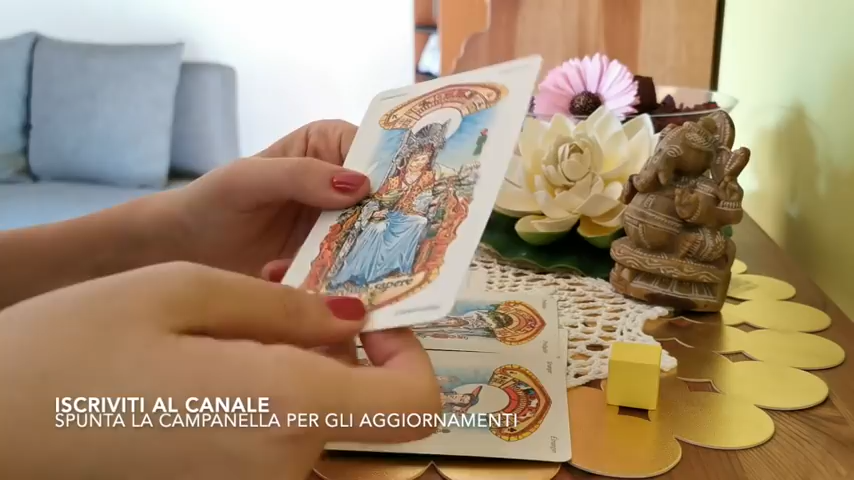 ISCRIVITI AL CANALE
SPUNTA LA CAMPANELLA PER GLI AGGIORNAMENTI